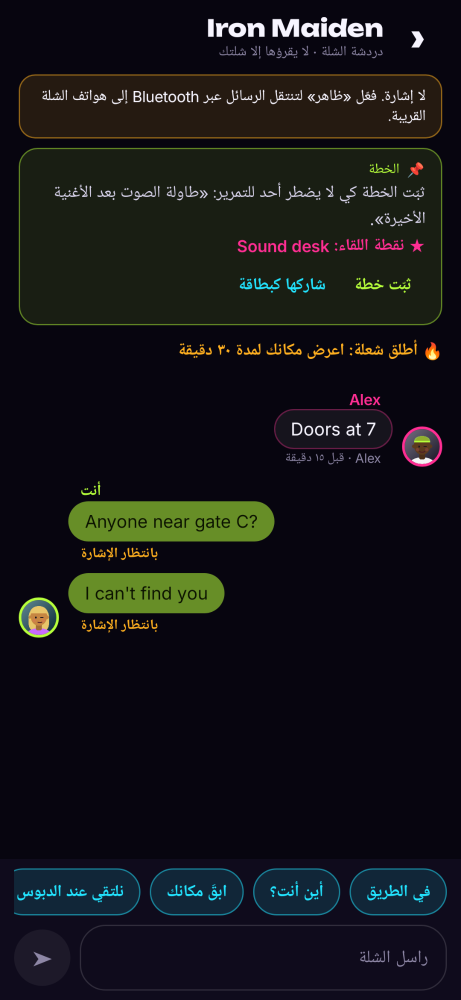 Iron Maiden
دردشة الشلة · لا يقرؤها إلا شلتك
لا إشارة. فعّل «ظاهر» لتنتقل الرسائل عبر Bluetooth إلى هواتف الشلة
القريبة.
📌 الخطة
ثبّت الخطة كي لا يضطر أحد للتمرير: «طاولة الصوت بعد الأغنية
الأخيرة».
★ نقطة اللقاء: Sound desk
ثبّت خطة شاركها كبطاقة
🔥 أطلق شعلة: اعرض مكانك لمدة ٣٠ دقيقة
Alex
Doors at 7
Alex · قبل ١٥ دقيقة
أنت
Anyone near gate C?
بانتظار الإشارة
I can't find you
بانتظار الإشارة
في الطريق أين أنت؟ ابقَ مكانك نلتقي عند الدبوس
راسل الشلة